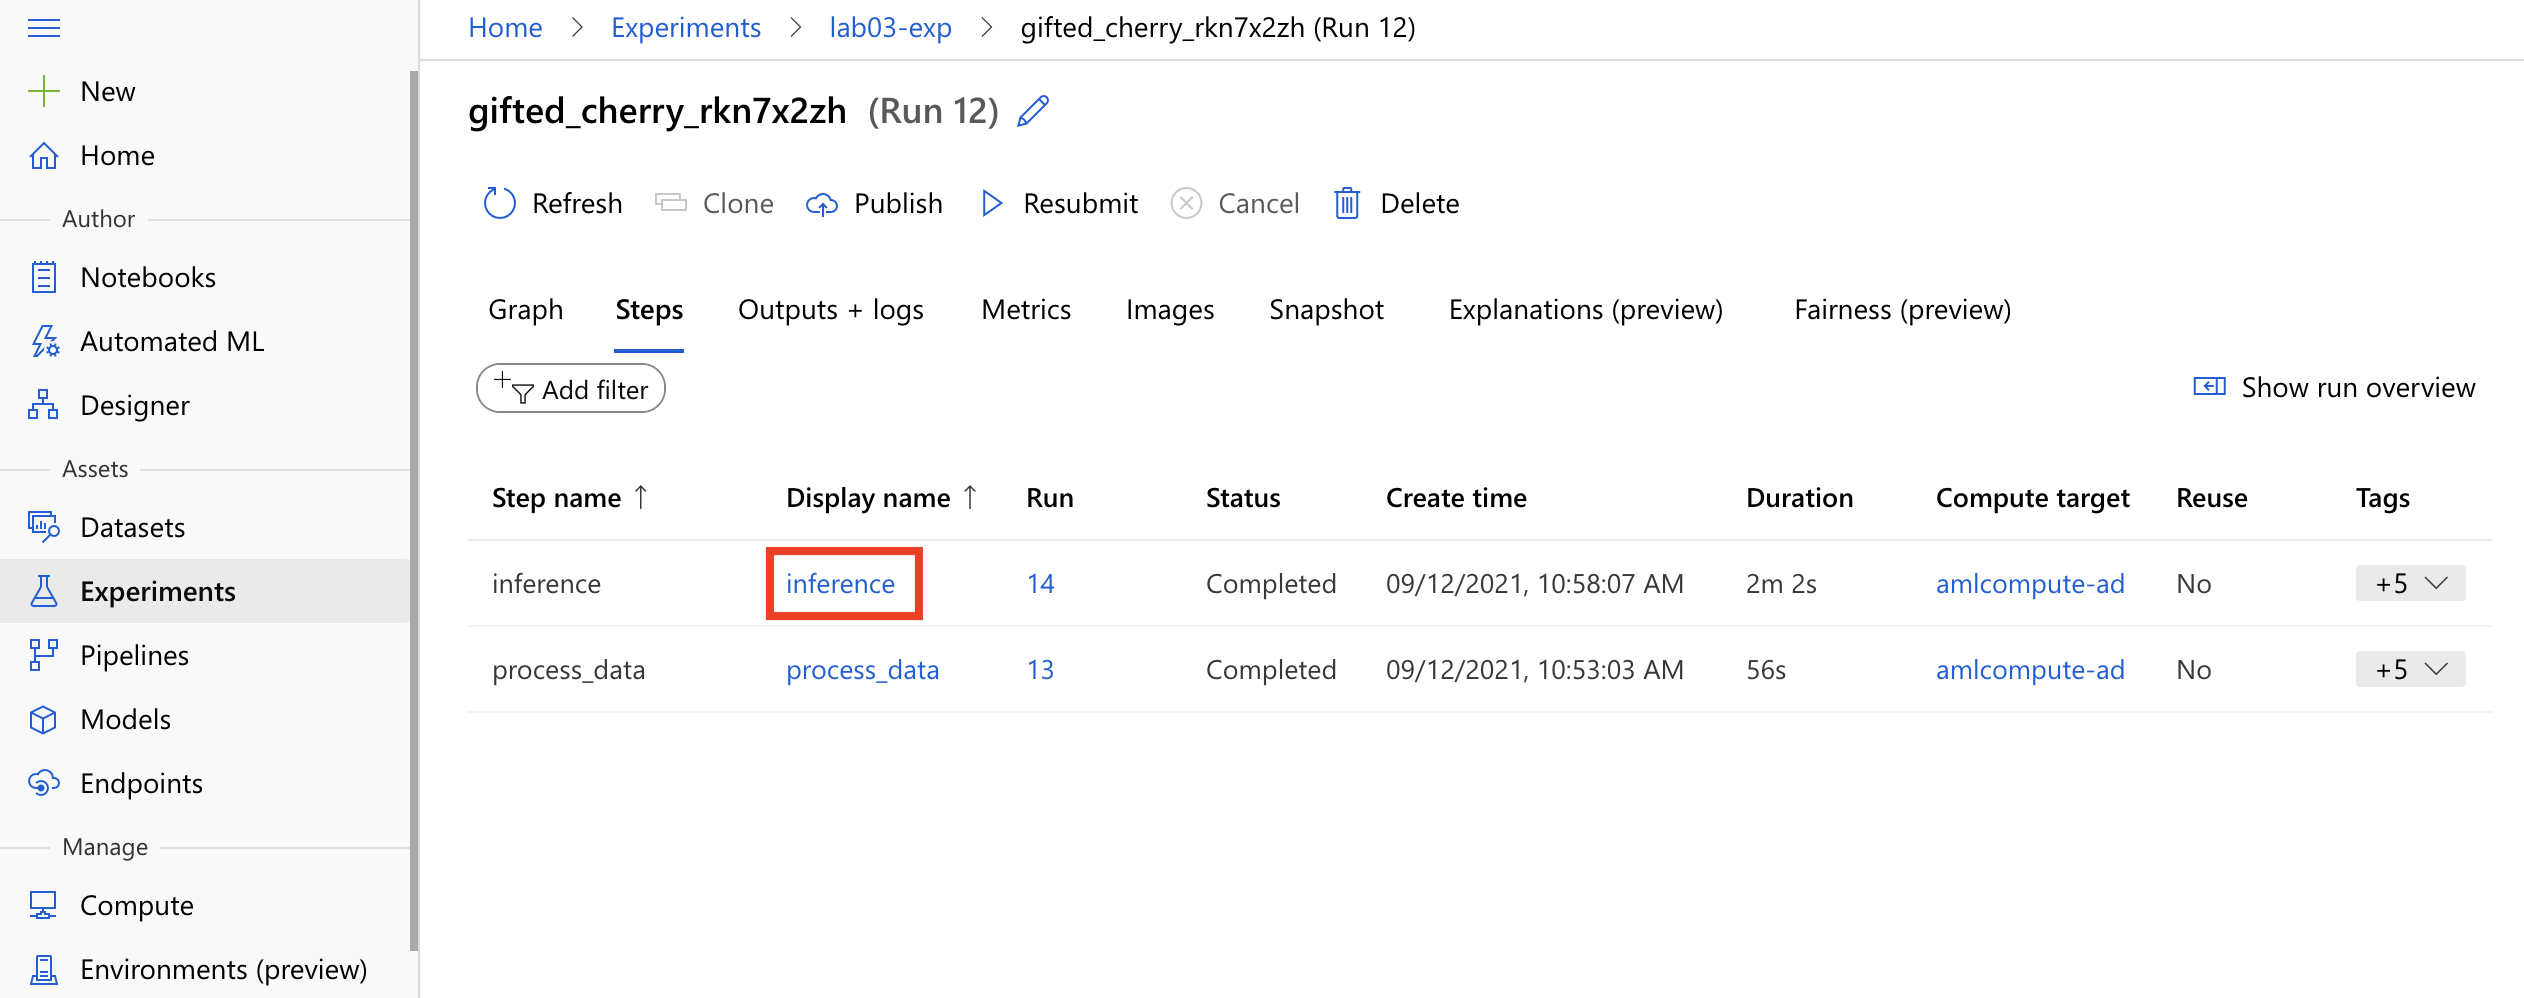 Home > Experiments > lab03-exp > gifted_cherry_rkn7x2zh (Run 12)
New
Home
Author
Notebooks
Automated ML
Designer
Assets
Datasets
Experiments
Pipelines
Models
Endpoints
Manage
Compute
Environments (preview)
gifted_cherry_rkn7x2zh (Run 12)
Refresh Clone Publish Resubmit Cancel Delete
Graph Steps Outputs + logs Metrics Images Snapshot Explanations (preview) Fairness (preview)
Add filter Show run overview
Step name ↑ Display name ↑ Run Status Create time Duration Compute target Reuse Tags
inference inference 14 Completed 09/12/2021, 10:58:07 AM 2m 2s amlcompute-ad No +5
process_data process_data 13 Completed 09/12/2021, 10:53:03 AM 56s amlcompute-ad No +5